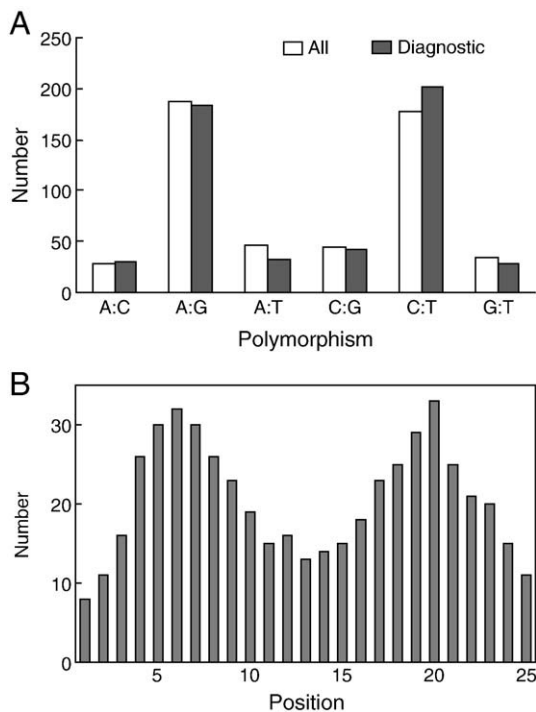 A
250
200
150
100
50
0
Number
All Diagnostic
A:C A:G A:T C:G C:T G:T
Polymorphism
B
30
20
10
0
Number
5 10 15 20 25
Position